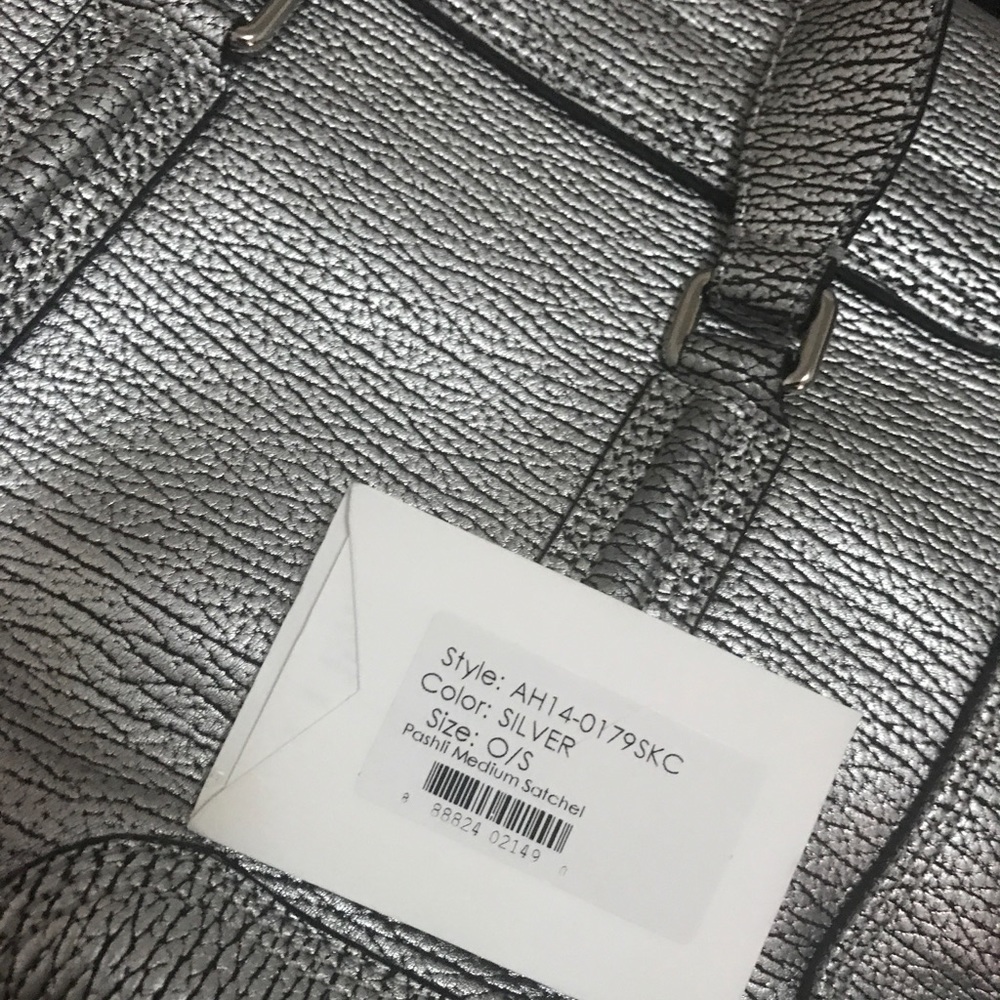 Style: AH14-0179SKC
Color: SILVER
Size: O/S
Pashli Medium Satchel
8 88824 02149 0